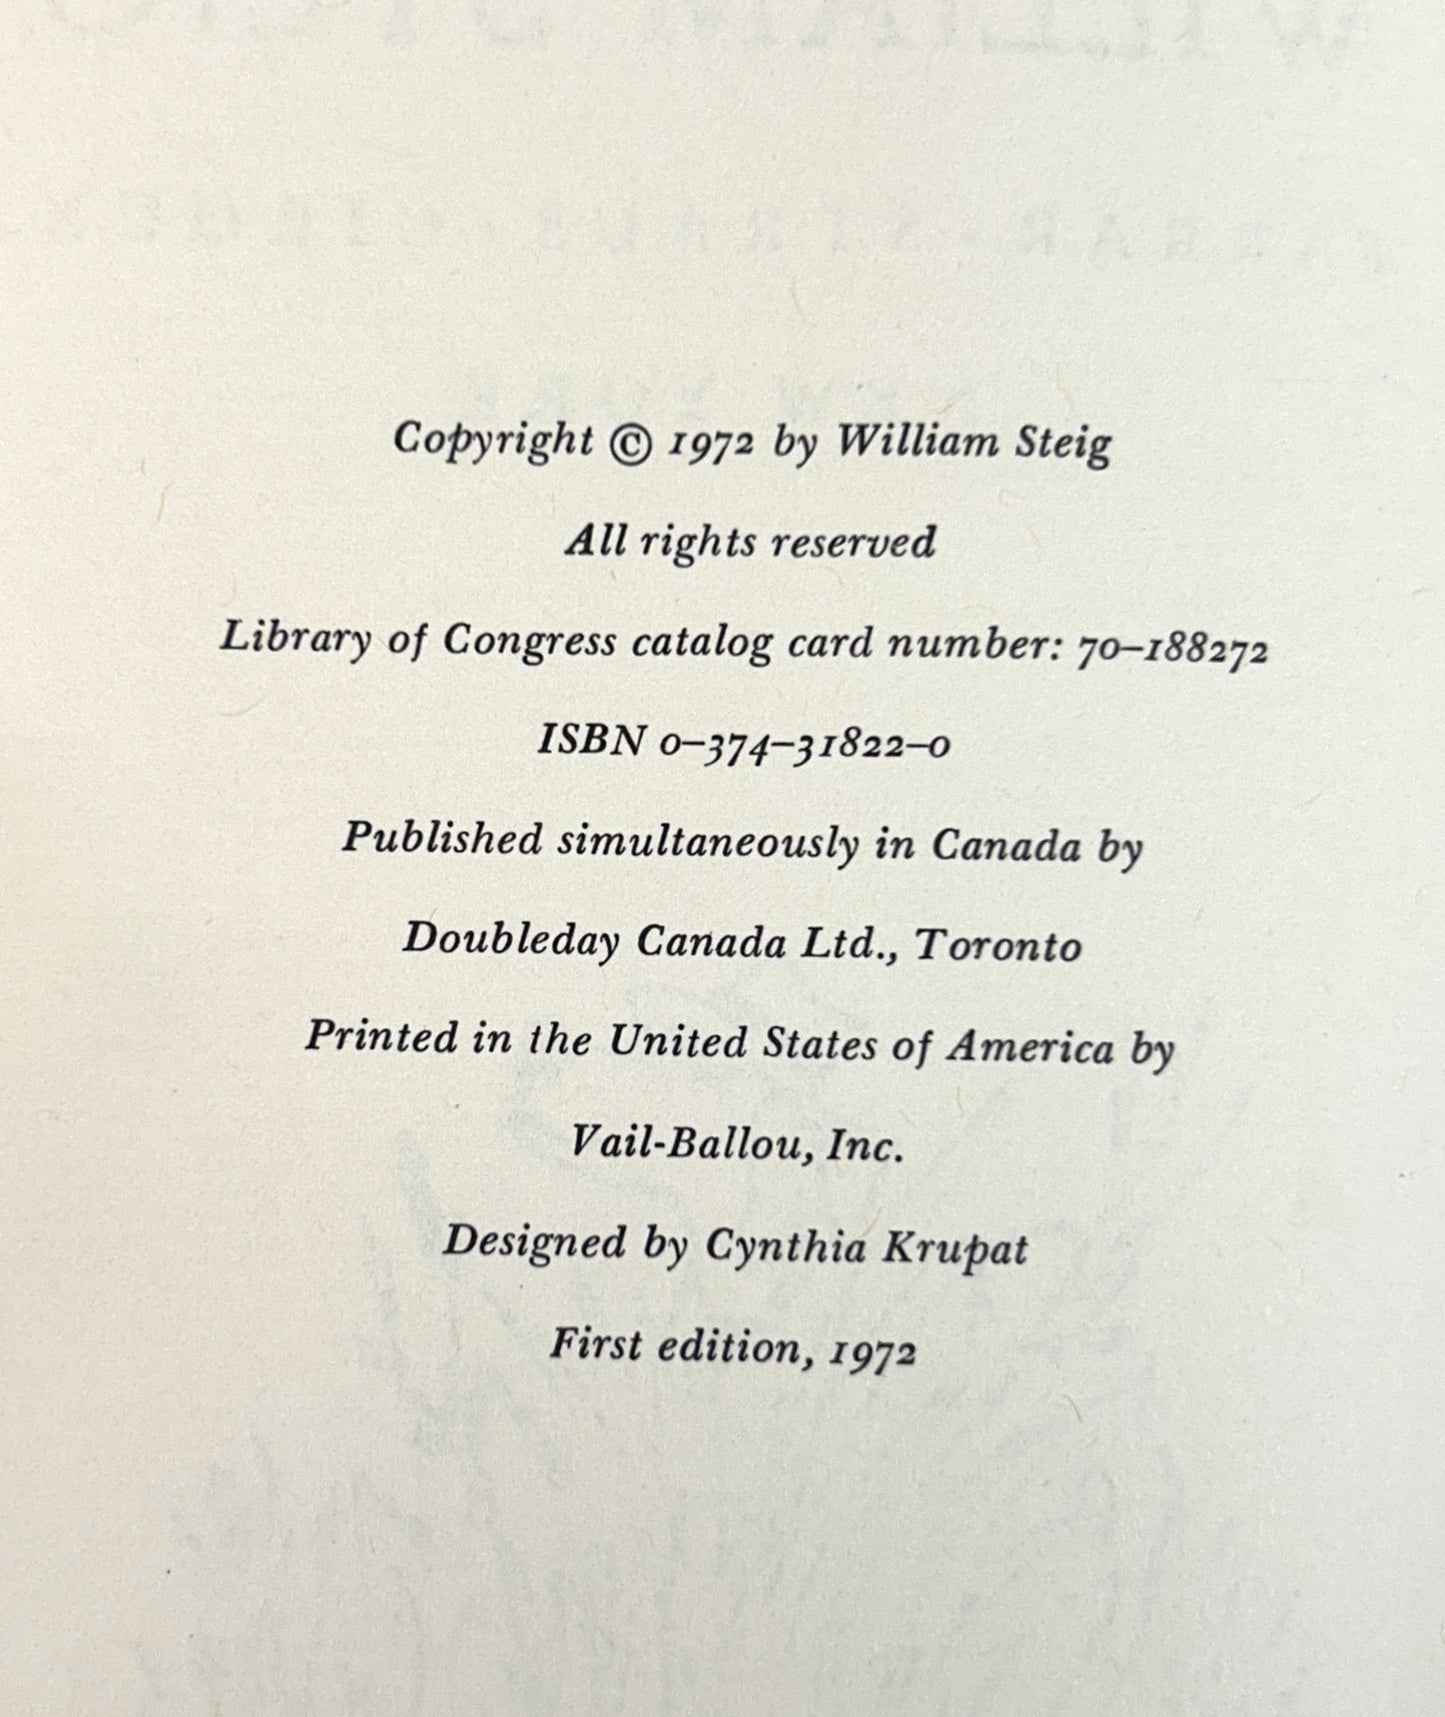 Copyright © 1972 by William Steig
All rights reserved
Library of Congress catalog card number: 70–188272
ISBN 0–374–31822–0
Published simultaneously in Canada by
Doubleday Canada Ltd., Toronto
Printed in the United States of America by
Vail-Ballou, Inc.
Designed by Cynthia Krupat
First edition, 1972